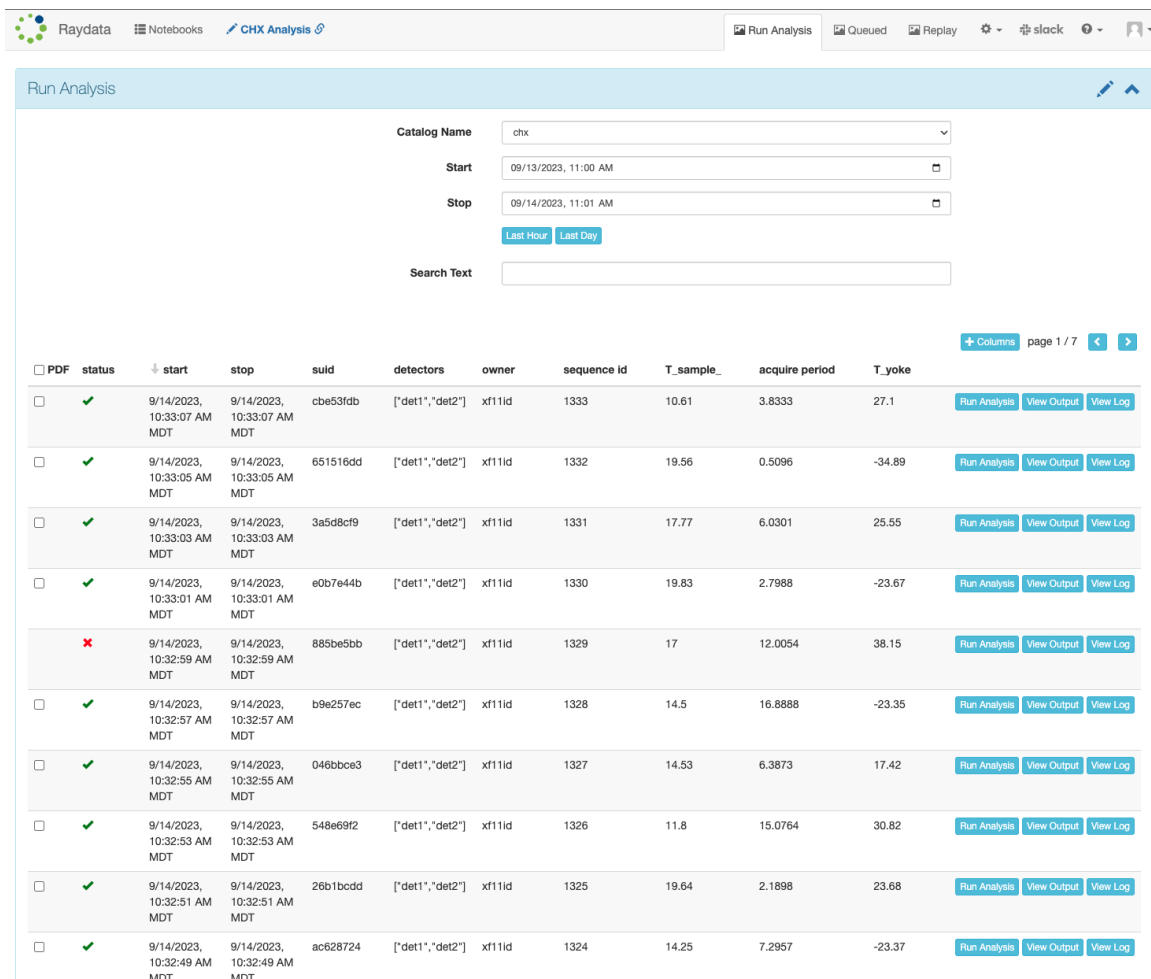 Raydata Notebooks CHX Analysis Run Analysis Queued Replay slack
Run Analysis
Catalog Name chx
Start 09/13/2023, 11:00 AM
Stop 09/14/2023, 11:01 AM
Last Hour Last Day
Search Text
+ Columns page 1 / 7
PDF status start stop suid detectors owner sequence id T_sample_ acquire period T_yoke
9/14/2023, 9/14/2023, cbe53fdb ["det1","det2"] xf11id 1333 10.61 3.8333 27.1 Run Analysis View Output View Log
10:33:07 AM 10:33:07 AM
MDT MDT
9/14/2023, 9/14/2023, 651516dd ["det1","det2"] xf11id 1332 19.56 0.5096 -34.89 Run Analysis View Output View Log
10:33:05 AM 10:33:05 AM
MDT MDT
9/14/2023, 9/14/2023, 3a5d8cf9 ["det1","det2"] xf11id 1331 17.77 6.0301 25.55 Run Analysis View Output View Log
10:33:03 AM 10:33:03 AM
MDT MDT
9/14/2023, 9/14/2023, e0b7e44b ["det1","det2"] xf11id 1330 19.83 2.7988 -23.67 Run Analysis View Output View Log
10:33:01 AM 10:33:01 AM
MDT MDT
9/14/2023, 9/14/2023, 885be5bb ["det1","det2"] xf11id 1329 17 12.0054 38.15 Run Analysis View Output View Log
10:32:59 AM 10:32:59 AM
MDT MDT
9/14/2023, 9/14/2023, b9e257ec ["det1","det2"] xf11id 1328 14.5 16.8888 -23.35 Run Analysis View Output View Log
10:32:57 AM 10:32:57 AM
MDT MDT
9/14/2023, 9/14/2023, 046bbce3 ["det1","det2"] xf11id 1327 14.53 6.3873 17.42 Run Analysis View Output View Log
10:32:55 AM 10:32:55 AM
MDT MDT
9/14/2023, 9/14/2023, 548e69f2 ["det1","det2"] xf11id 1326 11.8 15.0764 30.82 Run Analysis View Output View Log
10:32:53 AM 10:32:53 AM
MDT MDT
9/14/2023, 9/14/2023, 26b1bcdd ["det1","det2"] xf11id 1325 19.64 2.1898 23.68 Run Analysis View Output View Log
10:32:51 AM 10:32:51 AM
MDT MDT
9/14/2023, 9/14/2023, ac628724 ["det1","det2"] xf11id 1324 14.25 7.2957 -23.37 Run Analysis View Output View Log
10:32:49 AM 10:32:49 AM
MDT MDT